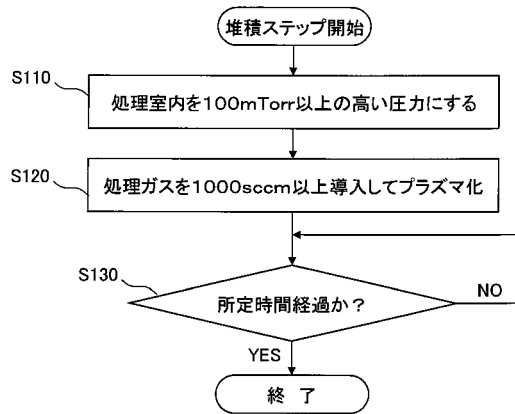 堆積ステップ開始
S110
処理室内を100mTorr以上の高い圧力にする
S120
処理ガスを1000sccm以上導入してプラズマ化
S130
所定時間経過か？
NO
YES
終 了